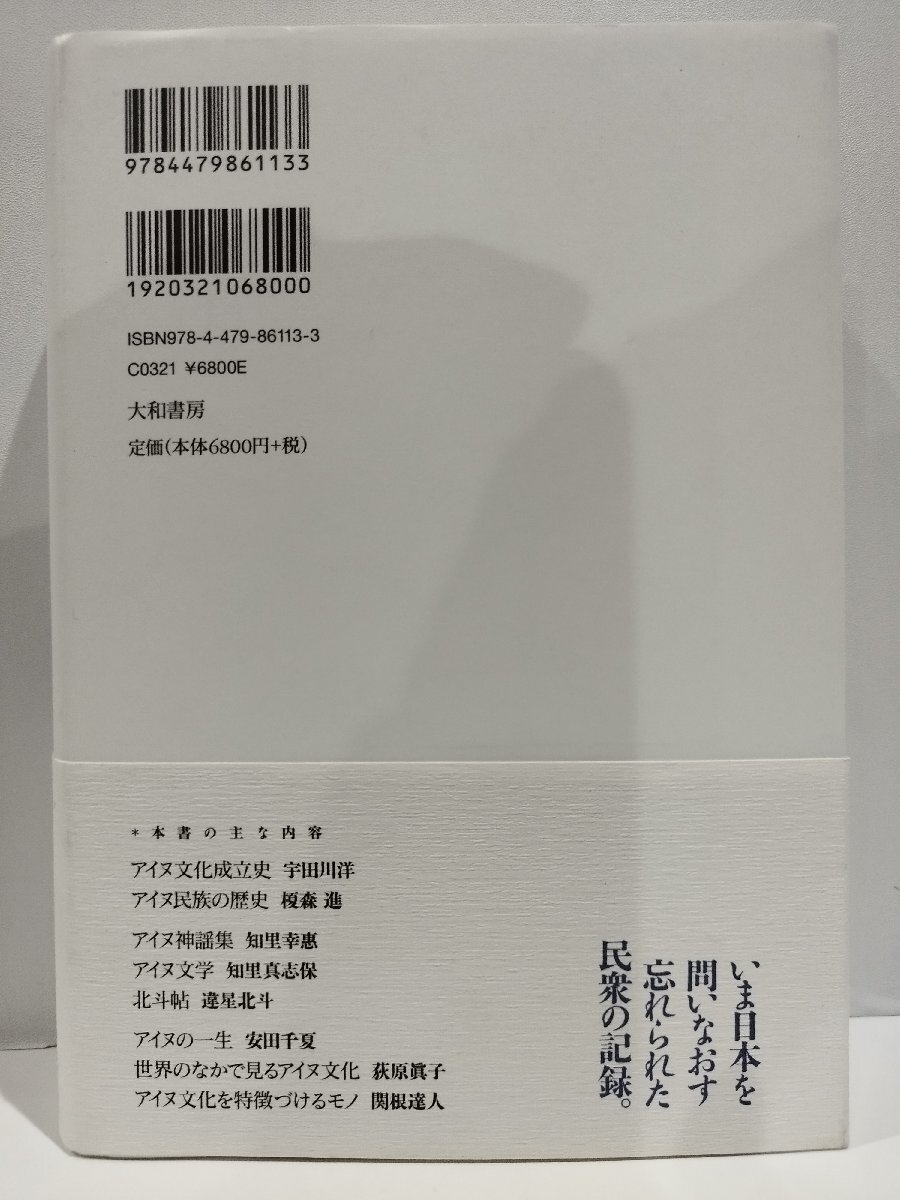 9784479861133
1920321068000
ISBN978-4-479-86113-3
C0321 ¥6800E
大和書房
定価(本体6800円+税)
*本書の主な内容
アイヌ文化成立史 宇田川洋
アイヌ民族の歴史 榎森 進
アイヌ神謡集 知里幸惠
アイヌ文学 知里真志保
北斗帖 違星北斗
アイヌの一生 安田千夏
世界のなかで見るアイヌ文化 荻原眞子
アイヌ文化を特徴づけるモノ 関根達人
いま日本を
問いなおす
忘れられた
民衆の記録。